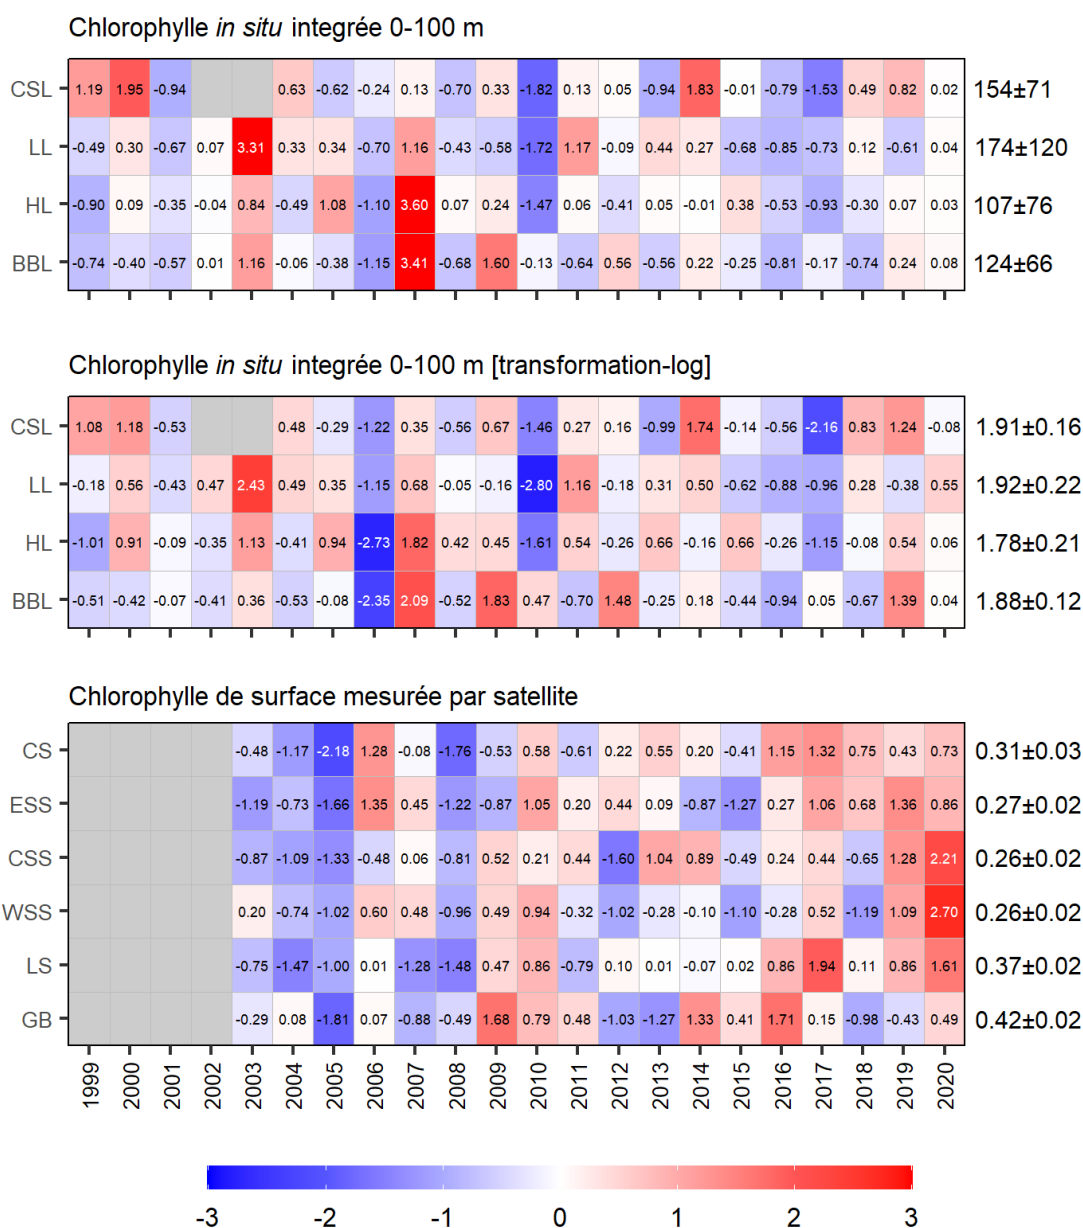 Chlorophylle in situ integrée 0-100 m
CSL 1.19 1.95 -0.94 0.63 -0.62 -0.24 0.13 -0.70 0.33 -1.82 0.13 0.05 -0.94 1.83 -0.01 -0.79 -1.53 0.49 0.82 0.02 154±71
LL -0.49 0.30 -0.67 0.07 3.31 0.33 0.34 -0.70 1.16 -0.43 -0.58 -1.72 1.17 -0.09 0.44 0.27 -0.68 -0.85 -0.73 0.12 -0.61 0.04 174±120
HL -0.90 0.09 -0.35 -0.04 0.84 -0.49 1.08 -1.10 3.60 0.07 0.24 -1.47 0.06 -0.41 0.05 -0.01 0.38 -0.53 -0.93 -0.30 0.07 0.03 107±76
BBL -0.74 -0.40 -0.57 0.01 1.16 -0.06 -0.38 -1.15 3.41 -0.68 1.60 -0.13 -0.64 0.56 -0.56 0.22 -0.25 -0.81 -0.17 -0.74 0.24 0.08 124±66
Chlorophylle in situ integrée 0-100 m [transformation-log]
CSL 1.08 1.18 -0.53 0.48 -0.29 -1.22 0.35 -0.56 0.67 -1.46 0.27 0.16 -0.99 1.74 -0.14 -0.56 -2.16 0.83 1.24 -0.08 1.91±0.16
LL -0.18 0.56 -0.43 0.47 2.43 0.49 0.35 -1.15 0.68 -0.05 -0.16 -2.80 1.16 -0.18 0.31 0.50 -0.62 -0.88 -0.96 0.28 -0.38 0.55 1.92±0.22
HL -1.01 0.91 -0.09 -0.35 1.13 -0.41 0.94 -2.73 1.82 0.42 0.45 -1.61 0.54 -0.26 0.66 -0.16 0.66 -0.26 -1.15 -0.08 0.54 0.06 1.78±0.21
BBL -0.51 -0.42 -0.07 -0.41 0.36 -0.53 -0.08 -2.35 2.09 -0.52 1.83 0.47 -0.70 1.48 -0.25 0.18 -0.44 -0.94 0.05 -0.67 1.39 0.04 1.88±0.12
Chlorophylle de surface mesurée par satellite
CS -0.48 -1.17 -2.18 1.28 -0.08 -1.76 -0.53 0.58 -0.61 0.22 0.55 0.20 -0.41 1.15 1.32 0.75 0.43 0.73 0.31±0.03
ESS -1.19 -0.73 -1.66 1.35 0.45 -1.22 -0.87 1.05 0.20 0.44 0.09 -0.87 -1.27 0.27 1.06 0.68 1.36 0.86 0.27±0.02
CSS -0.87 -1.09 -1.33 -0.48 0.06 -0.81 0.52 0.21 0.44 -1.60 1.04 0.89 -0.49 0.24 0.44 -0.65 1.28 2.21 0.26±0.02
WSS 0.20 -0.74 -1.02 0.60 0.48 -0.96 0.49 0.94 -0.32 -1.02 -0.28 -0.10 -1.10 -0.28 0.52 -1.19 1.09 2.70 0.26±0.02
LS -0.75 -1.47 -1.00 0.01 -1.28 -1.48 0.47 0.86 -0.79 0.10 0.01 -0.07 0.02 0.86 1.94 0.11 0.86 1.61 0.37±0.02
GB -0.29 0.08 -1.81 0.07 -0.88 -0.49 1.68 0.79 0.48 -1.03 -1.27 1.33 0.41 1.71 0.15 -0.98 -0.43 0.49 0.42±0.02
1999 2000 2001 2002 2003 2004 2005 2006 2007 2008 2009 2010 2011 2012 2013 2014 2015 2016 2017 2018 2019 2020
-3 -2 -1 0 1 2 3